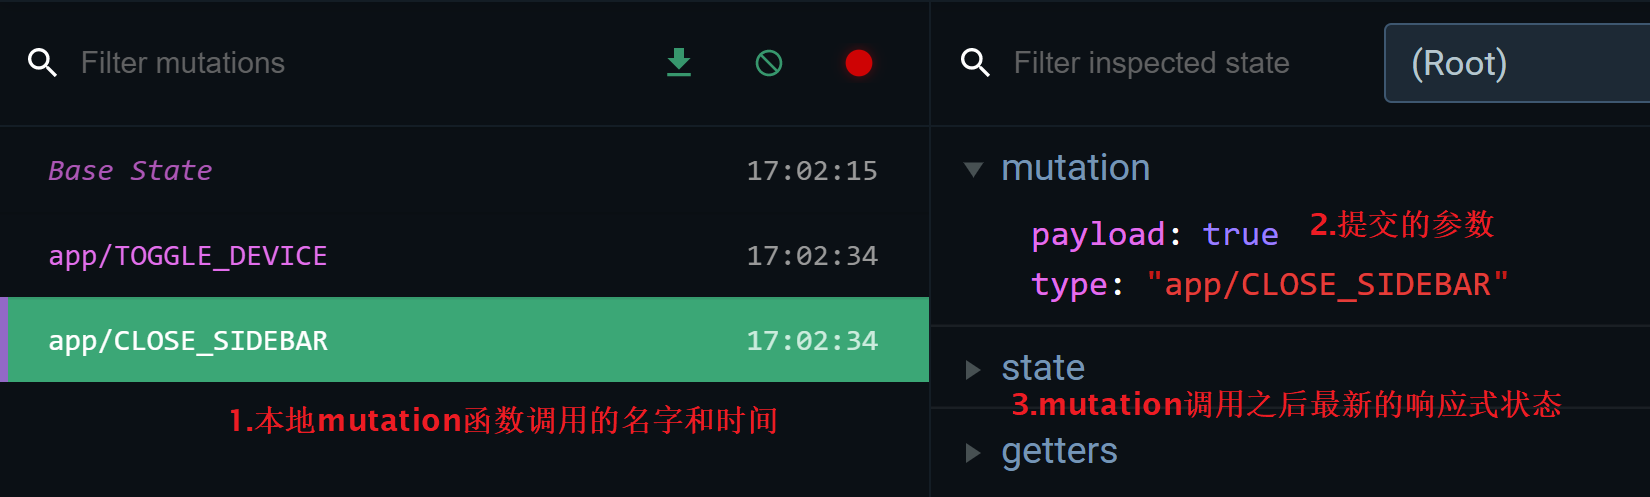 Filter mutations
Filter inspected state
(Root)
Base State 17:02:15
app/TOGGLE_DEVICE 17:02:34
app/CLOSE_SIDEBAR 17:02:34
1.本地mutation函数调用的名字和时间
mutation
payload: true
2.提交的参数
type: "app/CLOSE_SIDEBAR"
state
3.mutation调用之后最新的响应式状态
getters